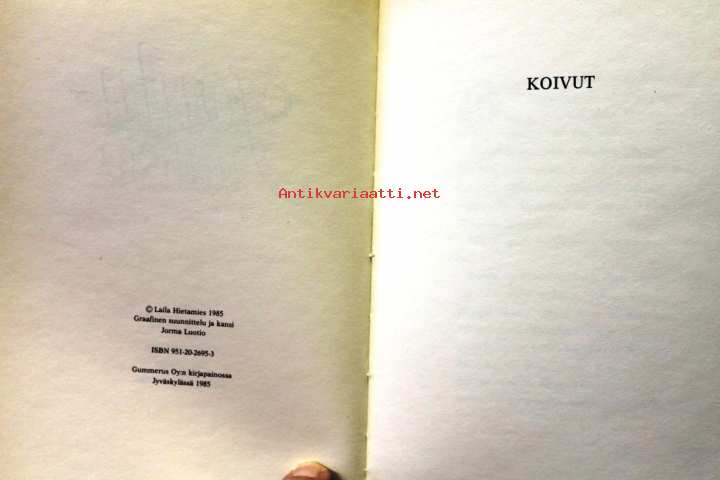 © Laila Hietamies 1985
Graafinen suunnittelu ja kansi
Jorma Luotio
ISBN 951-20-2695-3
Gummerus Oy:n kirjapainossa
Jyväskylässä 1985
KOIVUT
Antikvariaatti.net